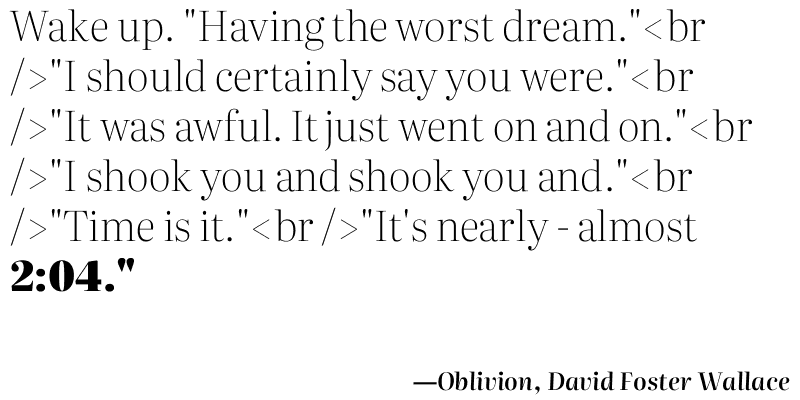 Wake up. "Having the worst dream."<br
/>"I should certainly say you were."<br
/>"It was awful. It just went on and on."<br
/>"I shook you and shook you and."<br
/>"Time is it."<br />"It's nearly - almost
2:04."
—Oblivion, David Foster Wallace